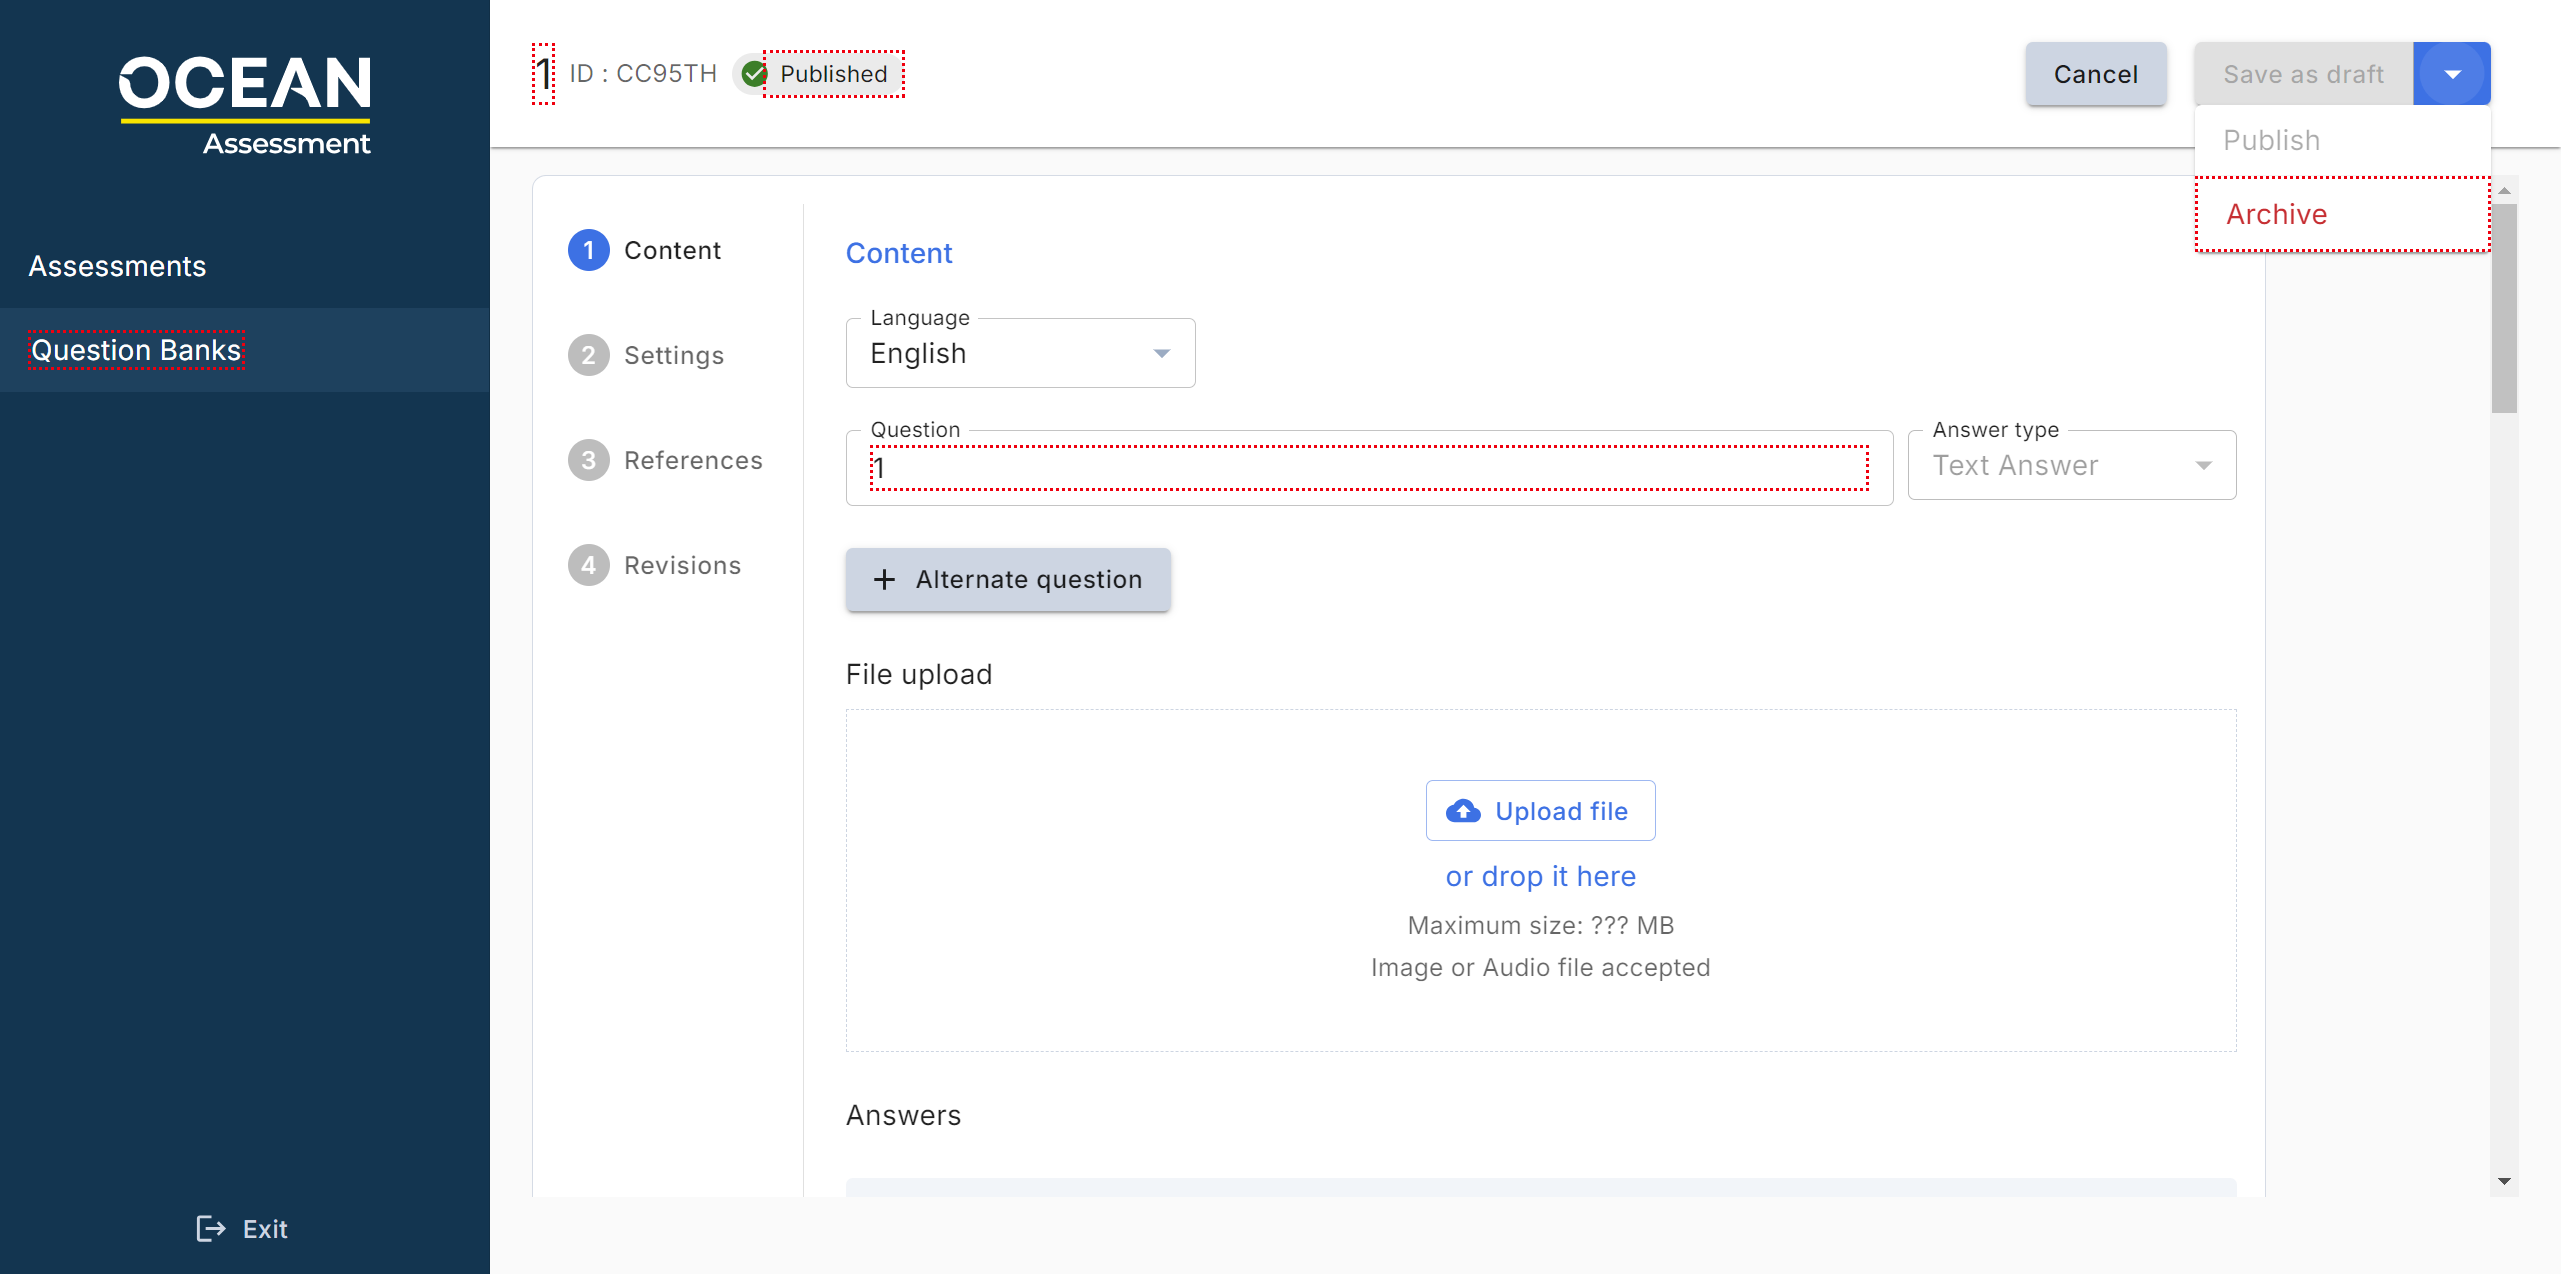 OCEAN
Assessment
Assessments
Question Banks
Exit
1 ID : CC95TH Published
Cancel
Save as draft
Publish
Archive
1 Content
2 Settings
3 References
4 Revisions
Content
Language
English
Question
1
Answer type
Text Answer
+ Alternate question
File upload
Upload file
or drop it here
Maximum size: ??? MB
Image or Audio file accepted
Answers